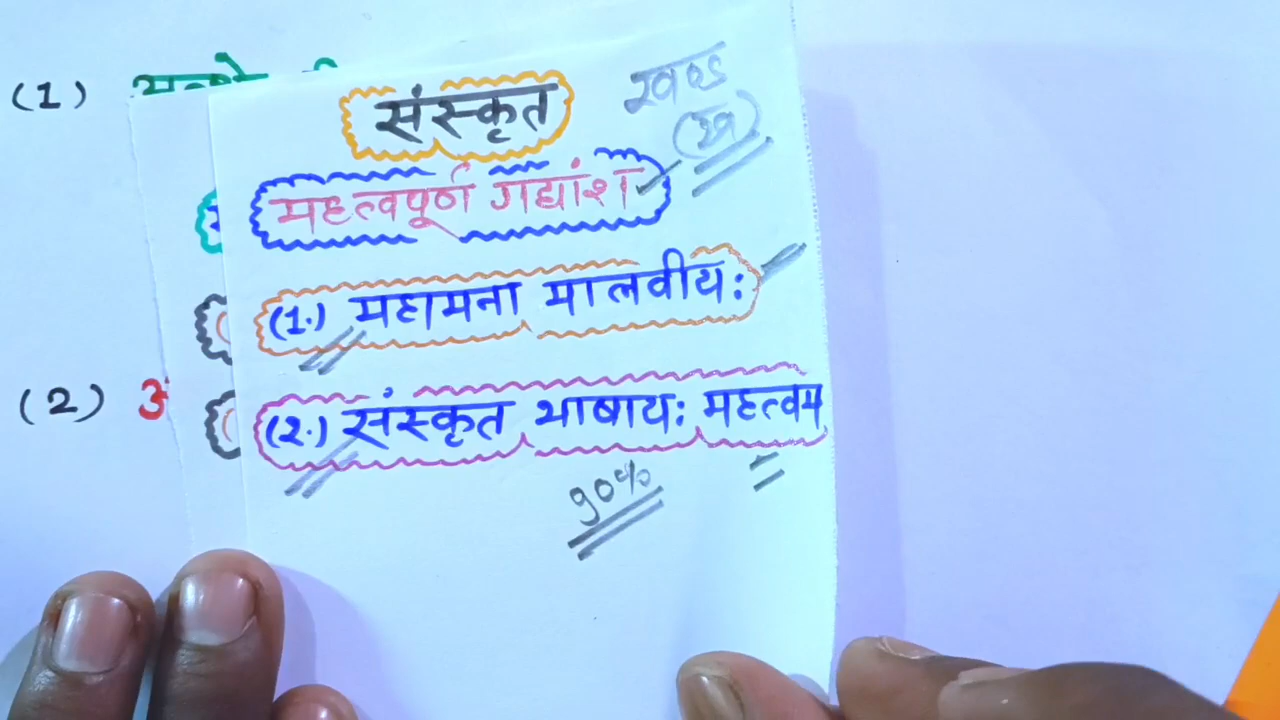 (1)
संस्कृत
खण्ड
(ख)
महत्वपूर्ण गद्यांश
(1.) महामना मालवीय:
(2)
(2.) संस्कृत भाषाय: महत्वम
90%